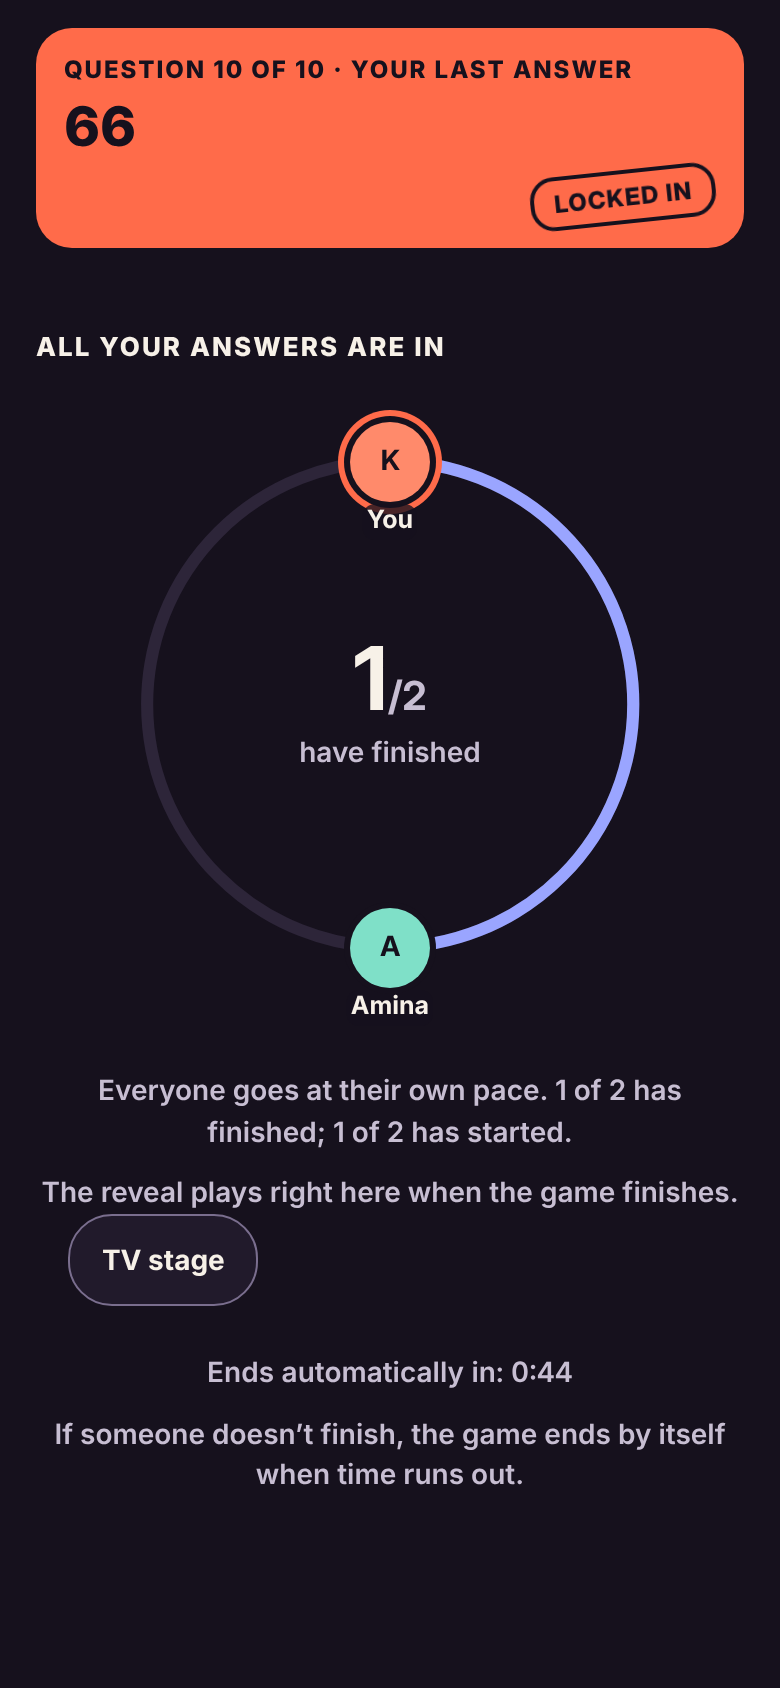 QUESTION 10 OF 10 · YOUR LAST ANSWER
66
LOCKED IN
ALL YOUR ANSWERS ARE IN
K
You
1/2
have finished
A
Amina
Everyone goes at their own pace. 1 of 2 has
finished; 1 of 2 has started.
The reveal plays right here when the game finishes.
TV stage
Ends automatically in: 0:44
If someone doesn’t finish, the game ends by itself
when time runs out.